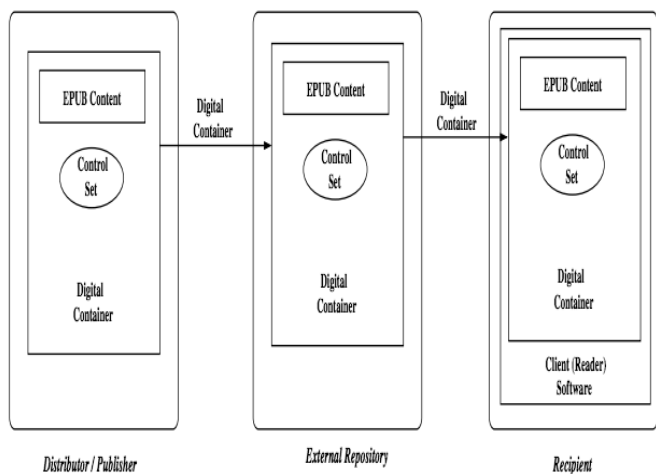 EPUB Content
Control
Set
Digital
Container
Distributor / Publisher
Digital
Container
EPUB Content
Control
Set
Digital
Container
External Repository
Digital
Container
EPUB Content
Control
Set
Digital
Container
Client (Reader)
Software
Recipient